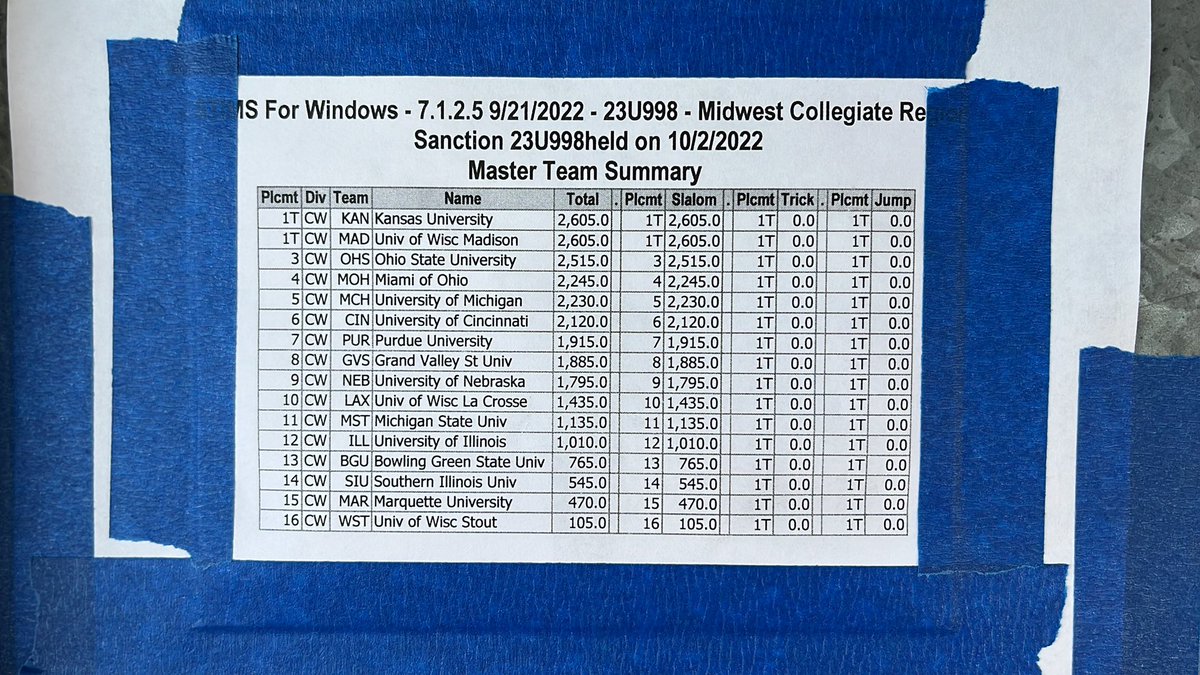 MS For Windows - 7.1.2.5 9/21/2022 - 23U998 - Midwest Collegiate Re
Sanction 23U998held on 10/2/2022
Master Team Summary
Plcmt Div Team Name Total . Plcmt Slalom . Plcmt Trick . Plcmt Jump
1T CW KAN Kansas University 2,605.0 1T 2,605.0 1T 0.0 1T 0.0
1T CW MAD Univ of Wisc Madison 2,605.0 1T 2,605.0 1T 0.0 1T 0.0
3 CW OHS Ohio State University 2,515.0 3 2,515.0 1T 0.0 1T 0.0
4 CW MOH Miami of Ohio 2,245.0 4 2,245.0 1T 0.0 1T 0.0
5 CW MCH University of Michigan 2,230.0 5 2,230.0 1T 0.0 1T 0.0
6 CW CIN University of Cincinnati 2,120.0 6 2,120.0 1T 0.0 1T 0.0
7 CW PUR Purdue University 1,915.0 7 1,915.0 1T 0.0 1T 0.0
8 CW GVS Grand Valley St Univ 1,885.0 8 1,885.0 1T 0.0 1T 0.0
9 CW NEB University of Nebraska 1,795.0 9 1,795.0 1T 0.0 1T 0.0
10 CW LAX Univ of Wisc La Crosse 1,435.0 10 1,435.0 1T 0.0 1T 0.0
11 CW MST Michigan State Univ 1,135.0 11 1,135.0 1T 0.0 1T 0.0
12 CW ILL University of Illinois 1,010.0 12 1,010.0 1T 0.0 1T 0.0
13 CW BGU Bowling Green State Univ 765.0 13 765.0 1T 0.0 1T 0.0
14 CW SIU Southern Illinois Univ 545.0 14 545.0 1T 0.0 1T 0.0
15 CW MAR Marquette University 470.0 15 470.0 1T 0.0 1T 0.0
16 CW WST Univ of Wisc Stout 105.0 16 105.0 1T 0.0 1T 0.0